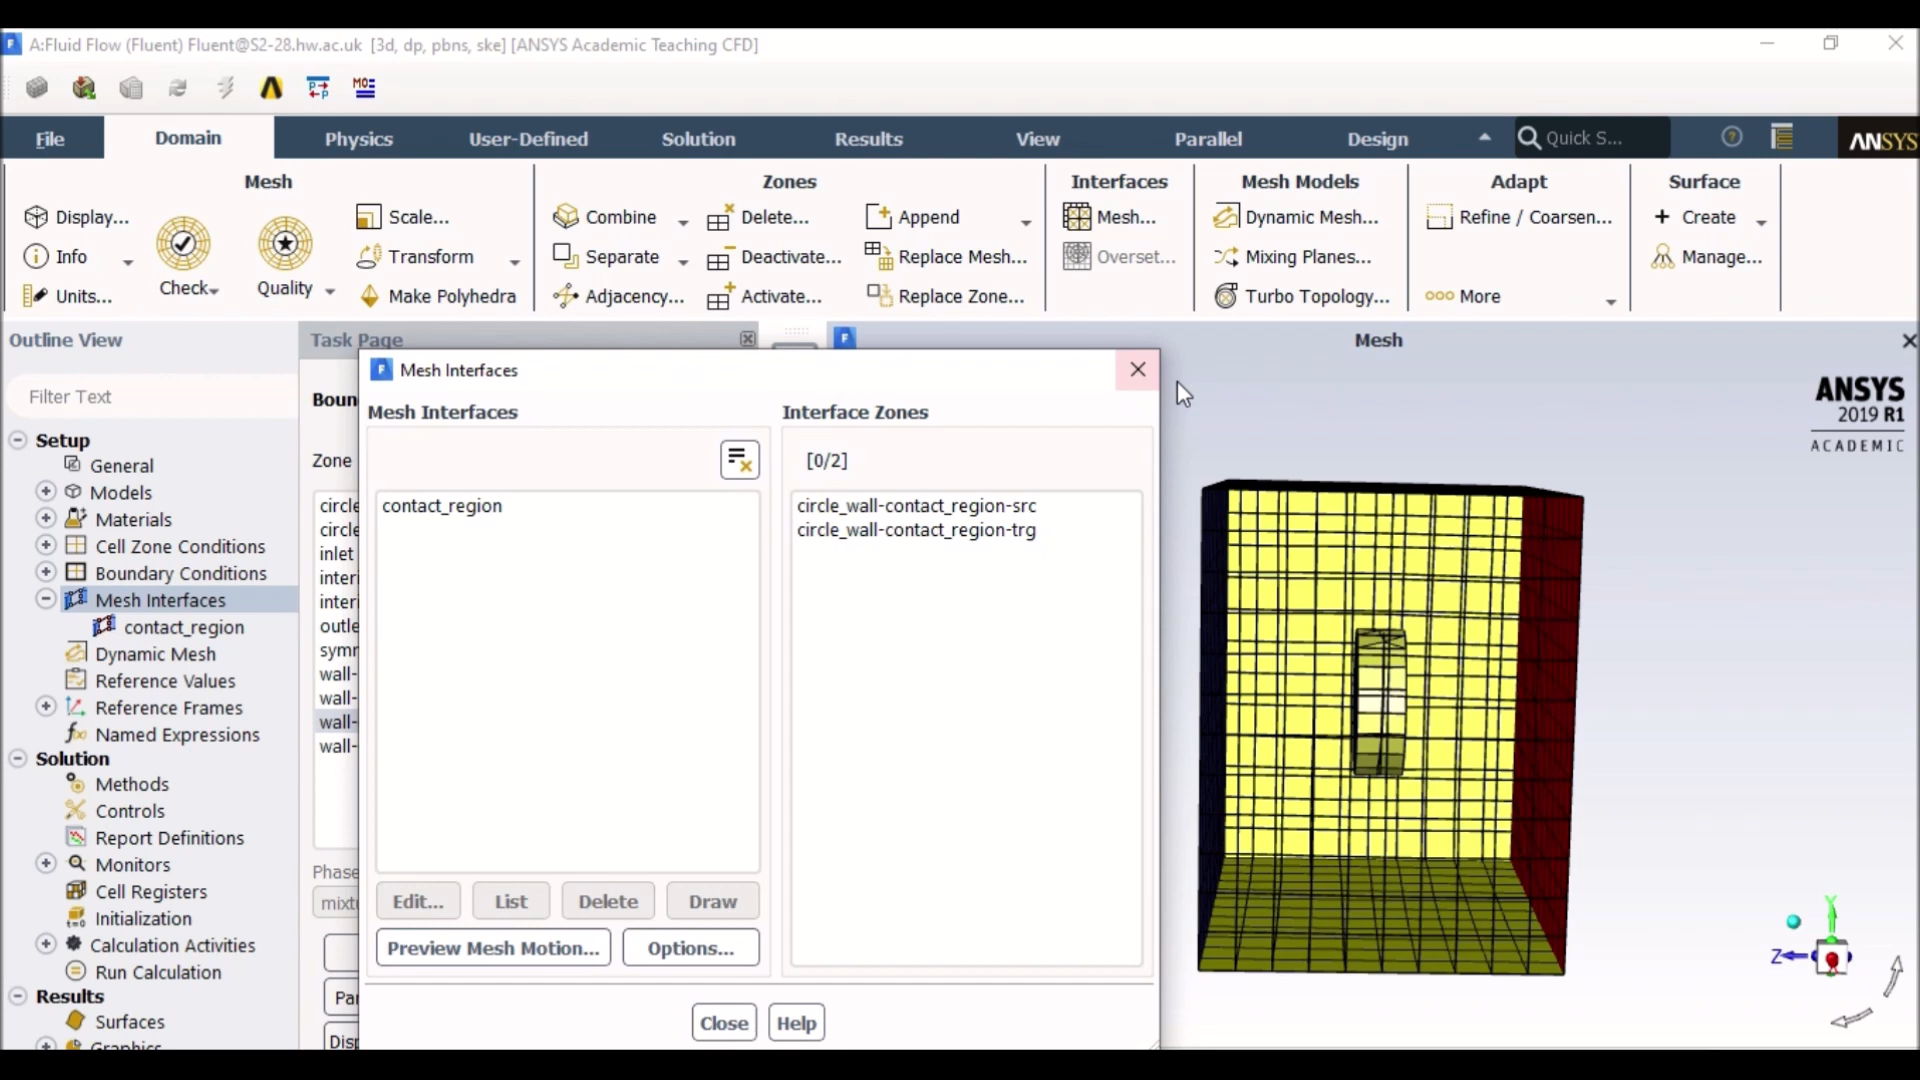 A:Fluid Flow (Fluent) Fluent@S2-28.hw.ac.uk [3d, dp, pbns, ske] [ANSYS Academic Teaching CFD]
File Domain Physics User-Defined Solution Results View Parallel Design Quick S... ANSYS
Mesh
Display...
Info
Units...
Check
Quality
Scale...
Transform
Make Polyhedra
Zones
Combine
Separate
Adjacency...
Delete...
Deactivate...
Activate...
Append
Replace Mesh...
Replace Zone...
Interfaces
Mesh...
Overset...
Mesh Models
Dynamic Mesh...
Mixing Planes...
Turbo Topology...
Adapt
Refine / Coarsen...
More
Surface
Create
Manage...
Outline View
Filter Text
Setup
General
Models
Materials
Cell Zone Conditions
Boundary Conditions
Mesh Interfaces
contact_region
Dynamic Mesh
Reference Values
Reference Frames
Named Expressions
Solution
Methods
Controls
Report Definitions
Monitors
Cell Registers
Initialization
Calculation Activities
Run Calculation
Results
Surfaces
Graphics
Task Page
Boun
Zone
circle
circle
inlet
interi
interi
outle
symr
wall-
wall-
wall-
wall-
Phase
mixtu
Par
Disp
Mesh Interfaces
Mesh Interfaces
contact_region
Edit... List Delete Draw
Preview Mesh Motion... Options...
Interface Zones
[0/2]
circle_wall-contact_region-src
circle_wall-contact_region-trg
Close Help
Mesh
ANSYS
2019 R1
ACADEMIC
Y
Z